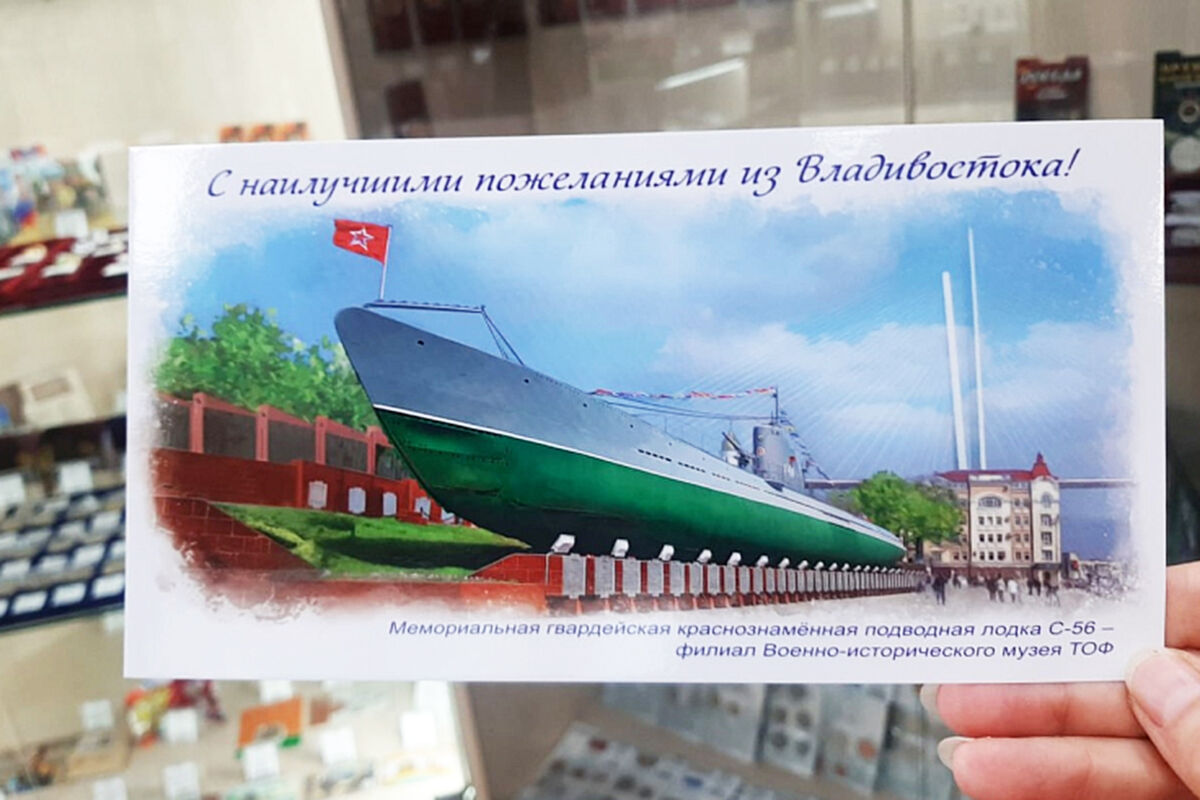 С наилучшими пожеланиями из Владивостока!
Мемориальная гвардейская краснознамённая подводная лодка С-56 –
филиал Военно-исторического музея ТОФ